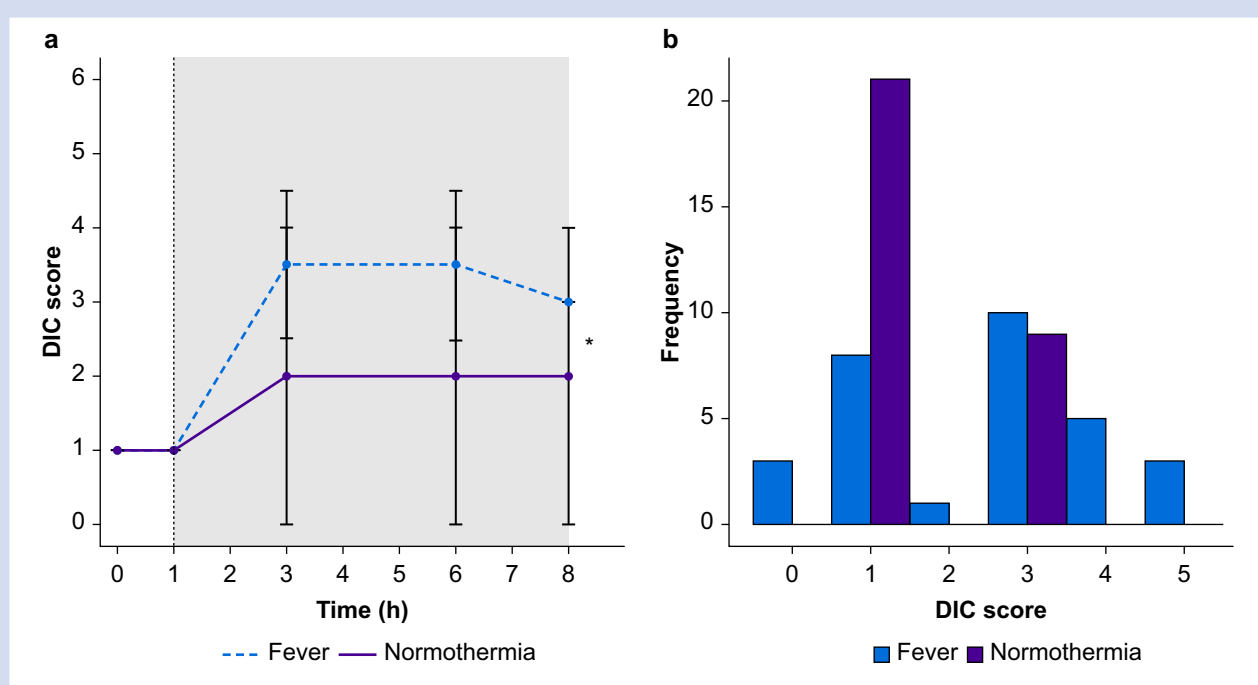 a
6
5
4
3
2
1
0
DIC score
*
0 1 2 3 4 5 6 7 8
Time (h)
Fever Normothermia
b
20
15
10
5
0
Frequency
0 1 2 3 4 5
DIC score
Fever Normothermia